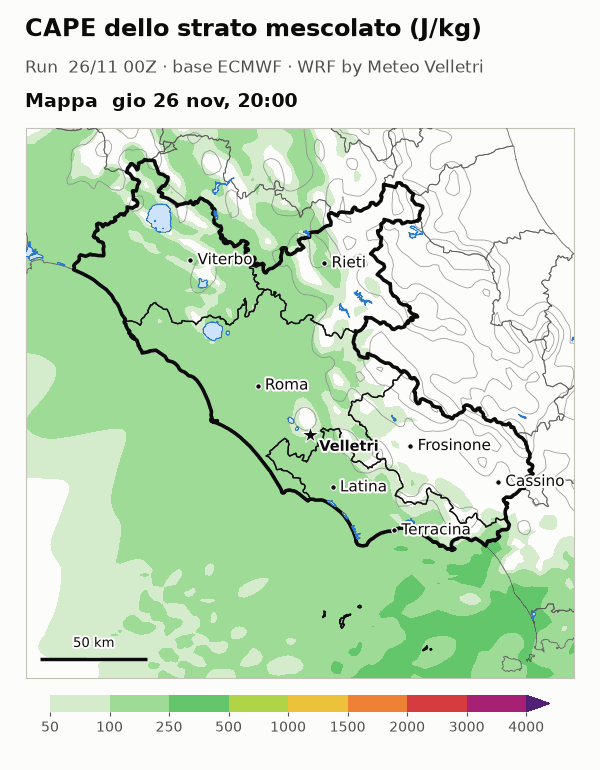 CAPE dello strato mescolato (J/kg)
Run  26/11 00Z · base ECMWF · WRF by Meteo Velletri
Mappa  gio 26 nov, 20:00
Viterbo
Rieti
Roma
Velletri
Frosinone
Cassino
Latina
Terracina
50 km
50 100 250 500 1000 1500 2000 3000 4000